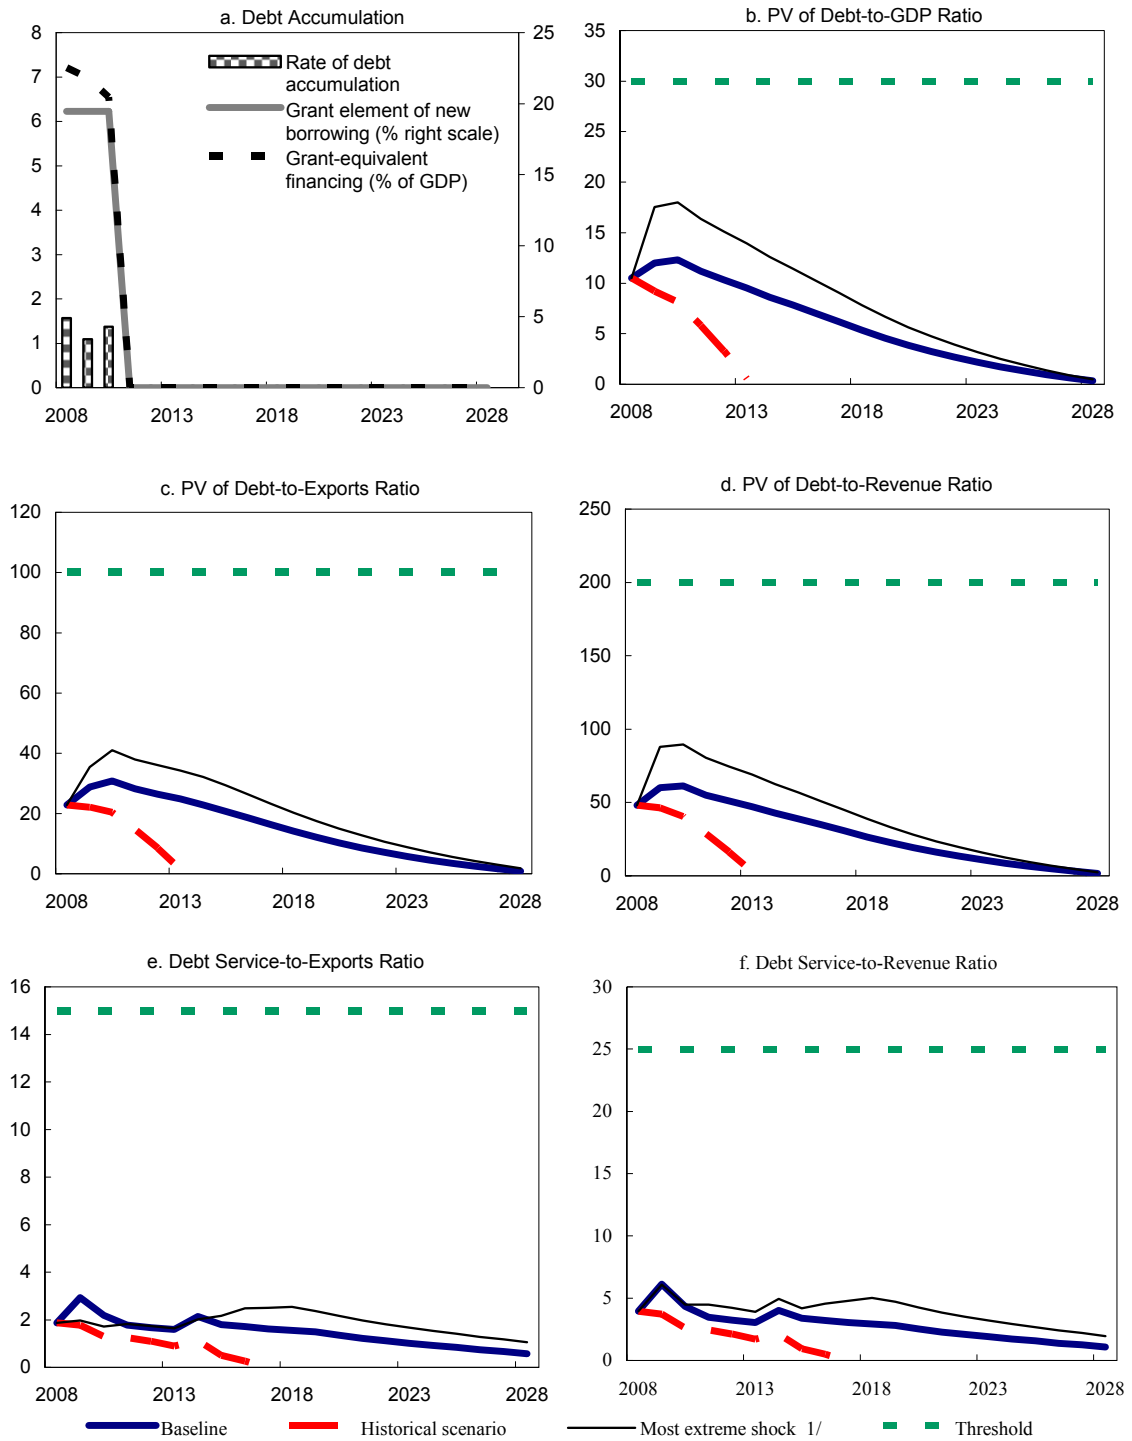 a. Debt Accumulation
8
7
6
5
4
3
2
1
0
25
20
15
10
5
0
2008 2013 2018 2023 2028
Rate of debt
accumulation
Grant element of new
borrowing (% right scale)
Grant-equivalent
financing (% of GDP)
b. PV of Debt-to-GDP Ratio
35
30
25
20
15
10
5
0
2008 2013 2018 2023 2028
c. PV of Debt-to-Exports Ratio
120
100
80
60
40
20
0
2008 2013 2018 2023 2028
d. PV of Debt-to-Revenue Ratio
250
200
150
100
50
0
2008 2013 2018 2023 2028
e. Debt Service-to-Exports Ratio
16
14
12
10
8
6
4
2
0
2008 2013 2018 2023 2028
f. Debt Service-to-Revenue Ratio
30
25
20
15
10
5
0
2008 2013 2018 2023 2028
Baseline Historical scenario Most extreme shock 1/ Threshold